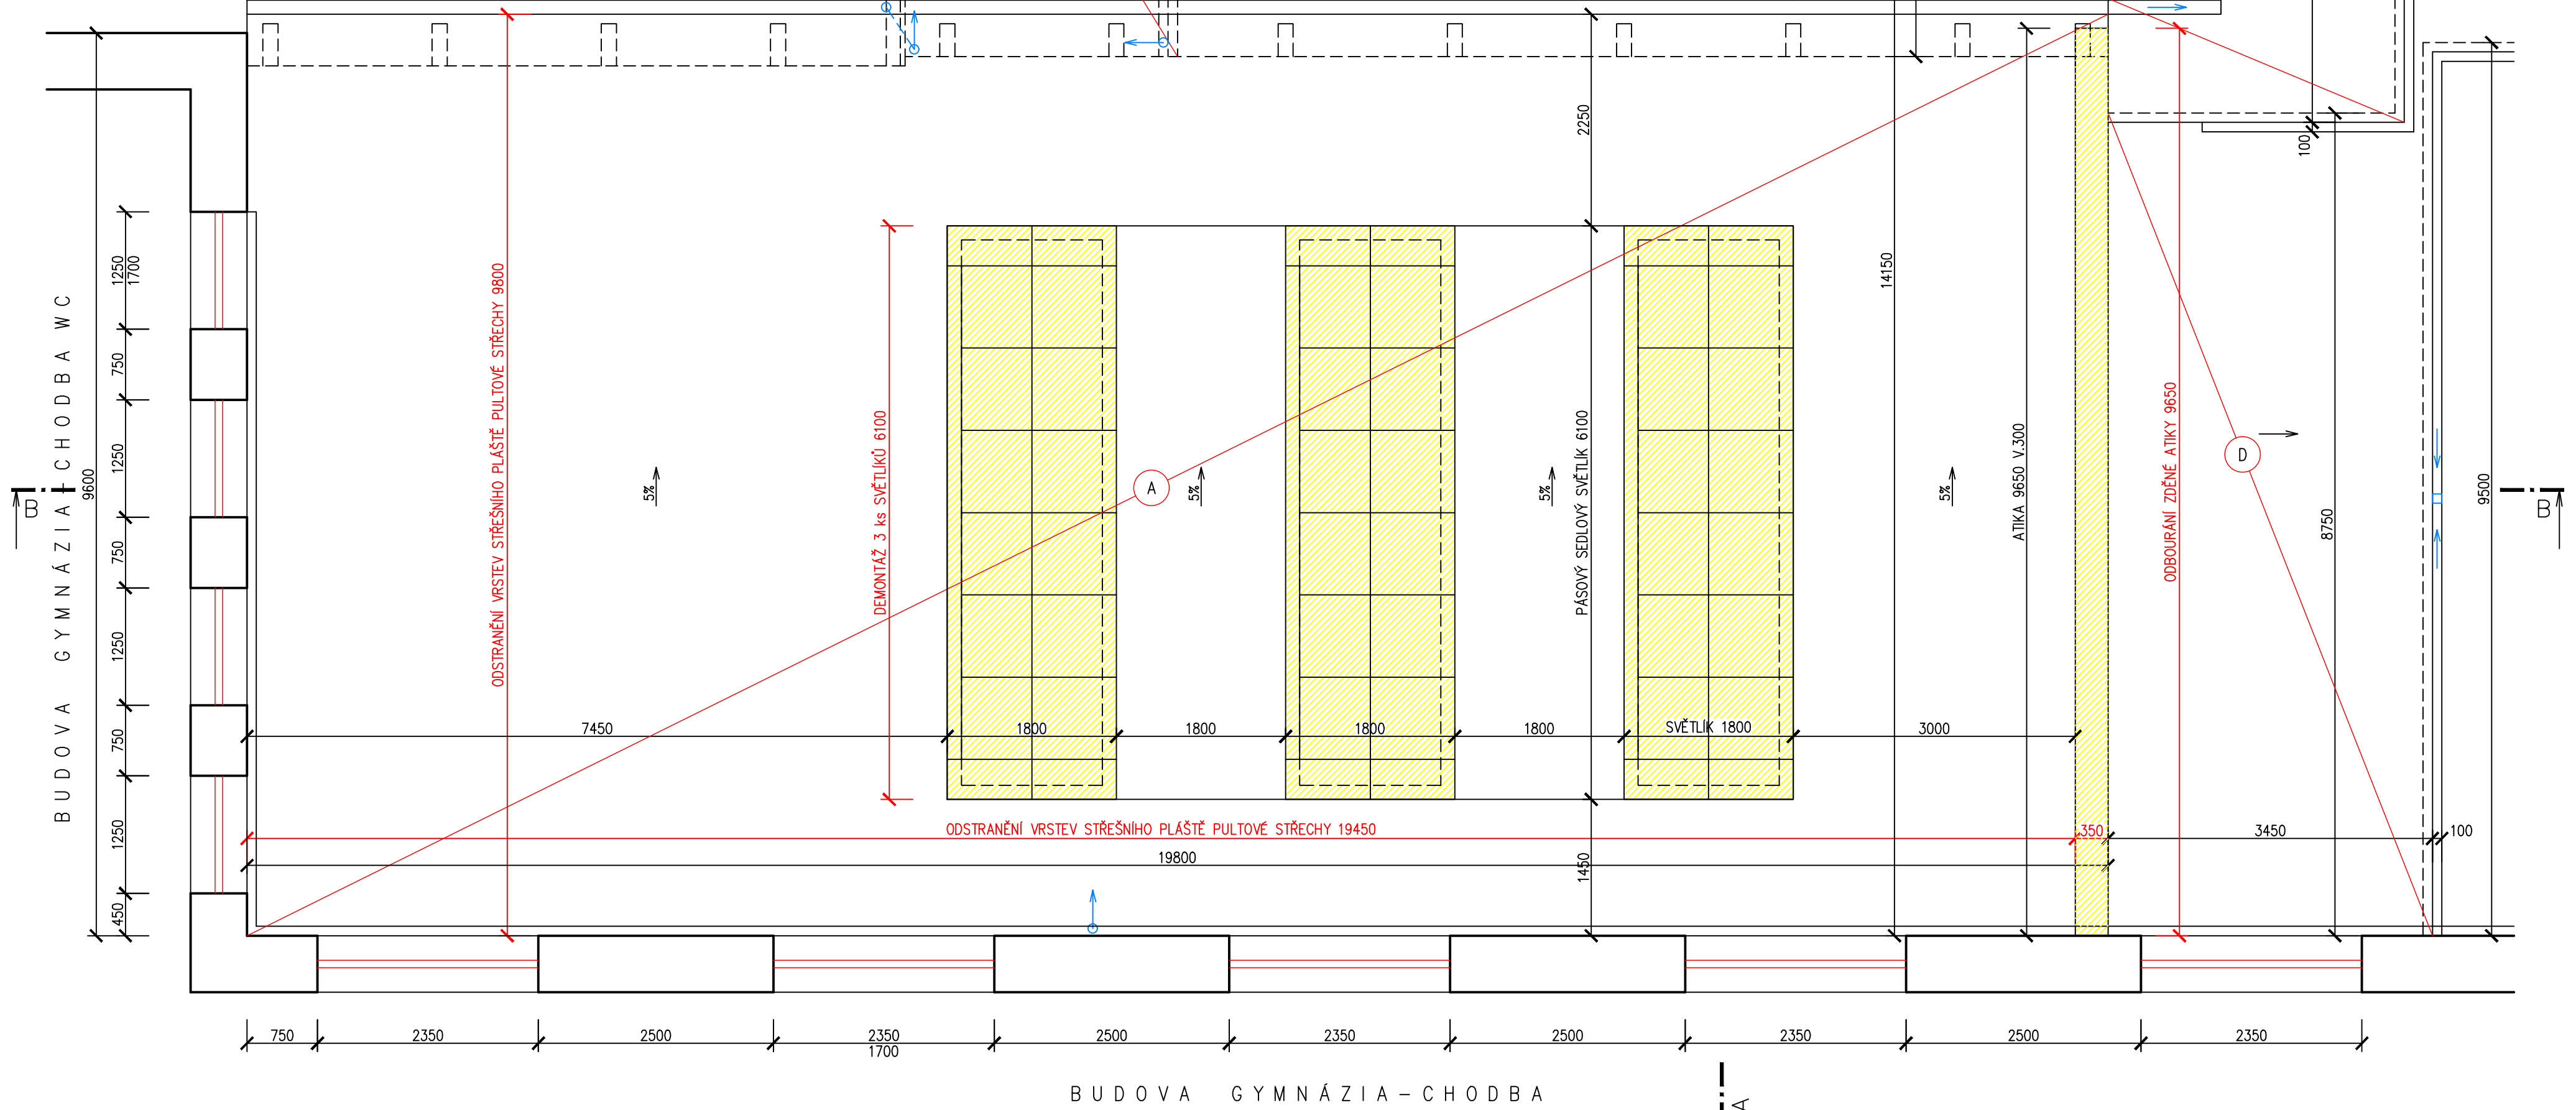 2250
14150
100
1250
1700
750
1250
750
1250
750
1250
450
9600
BUDOVA GYMNÁZIA-CHODBA WC
B
ODSTRANĚNÍ VRSTEV STŘEŠNÍHO PLÁŠTĚ PULTOVÉ STŘECHY 9800
DEMONTÁŽ 3 ks SVĚTLÍKŮ 6100
PÁSOVÝ SEDLOVÝ SVĚTLÍK 6100
ATIKA 9650 V.300
ODBOURÁNÍ ZDĚNÉ ATIKY 9650
8750
9500
5%
A
5%
5%
5%
D
B
7450
1800
1800
1800
1800
SVĚTLÍK 1800
3000
ODSTRANĚNÍ VRSTEV STŘEŠNÍHO PLÁŠTĚ PULTOVÉ STŘECHY 19450
350
3450
100
19800
1450
750
2350
2500
2350
1700
2500
2350
2500
2350
2500
2350
BUDOVA GYMNÁZIA-CHODBA
A